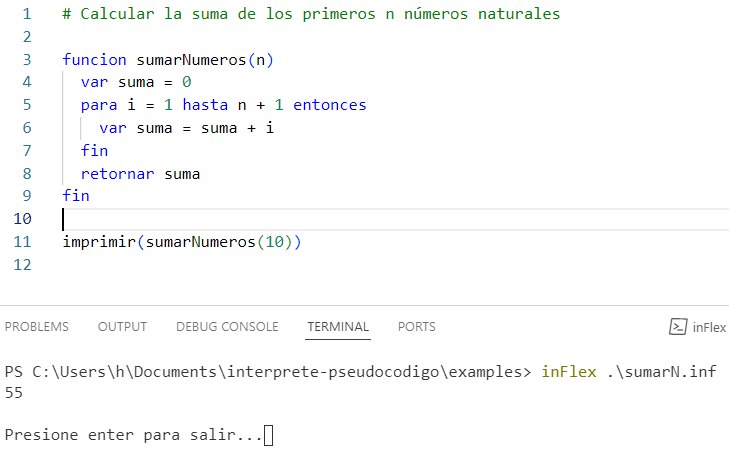 1 # Calcular la suma de los primeros n números naturales
2
3 funcion sumarNumeros(n)
4 var suma = 0
5 para i = 1 hasta n + 1 entonces
6 var suma = suma + i
7 fin
8 retornar suma
9 fin
10
11 imprimir(sumarNumeros(10))
12
PROBLEMS OUTPUT DEBUG CONSOLE TERMINAL PORTS inFlex
PS C:\Users\h\Documents\interprete-pseudocodigo\examples> inFlex .\sumarN.inf
55
Presione enter para salir...